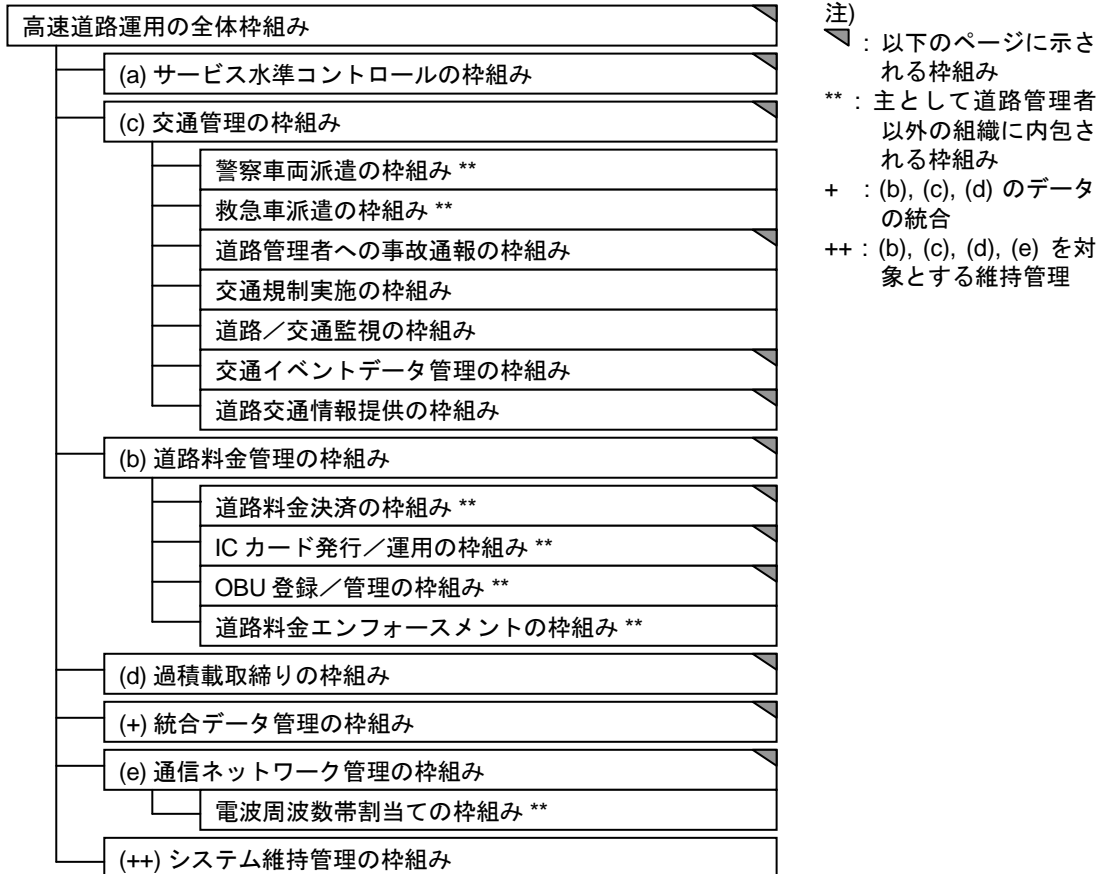 高速道路運用の全体枠組み
(a) サービス水準コントロールの枠組み
(c) 交通管理の枠組み
警察車両派遣の枠組み **
救急車派遣の枠組み **
道路管理者への事故通報の枠組み
交通規制実施の枠組み
道路／交通監視の枠組み
交通イベントデータ管理の枠組み
道路交通情報提供の枠組み
(b) 道路料金管理の枠組み
道路料金決済の枠組み **
IC カード発行／運用の枠組み **
OBU 登録／管理の枠組み **
道路料金エンフォースメントの枠組み **
(d) 過積載取締りの枠組み
(+) 統合データ管理の枠組み
(e) 通信ネットワーク管理の枠組み
電波周波数帯割当ての枠組み **
(++) システム維持管理の枠組み
注)
: 以下のページに示さ
れる枠組み
** : 主として道路管理者
以外の組織に内包さ
れる枠組み
+ : (b), (c), (d) のデータ
の統合
++ : (b), (c), (d), (e) を対
象とする維持管理